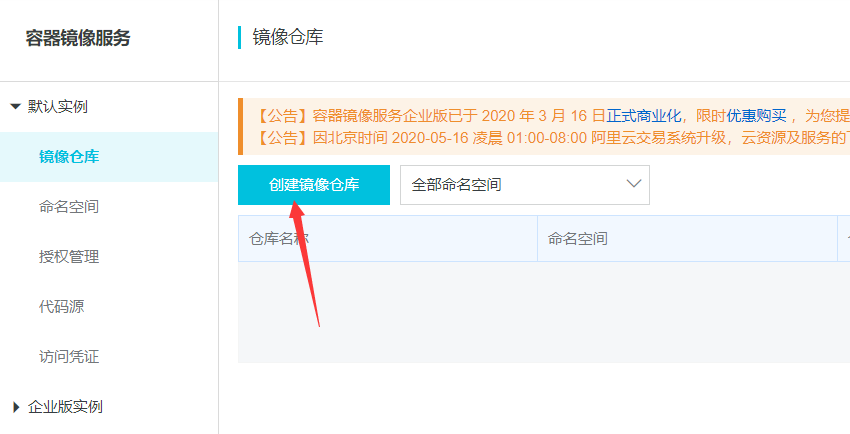 容器镜像服务
镜像仓库
默认实例
镜像仓库
命名空间
授权管理
代码源
访问凭证
企业版实例
【公告】容器镜像服务企业版已于 2020 年 3 月 16 日正式商业化，限时优惠购买 ，为您提
【公告】因北京时间 2020-05-16 凌晨 01:00-08:00 阿里云交易系统升级，云资源及服务的
创建镜像仓库
全部命名空间
仓库名称
命名空间